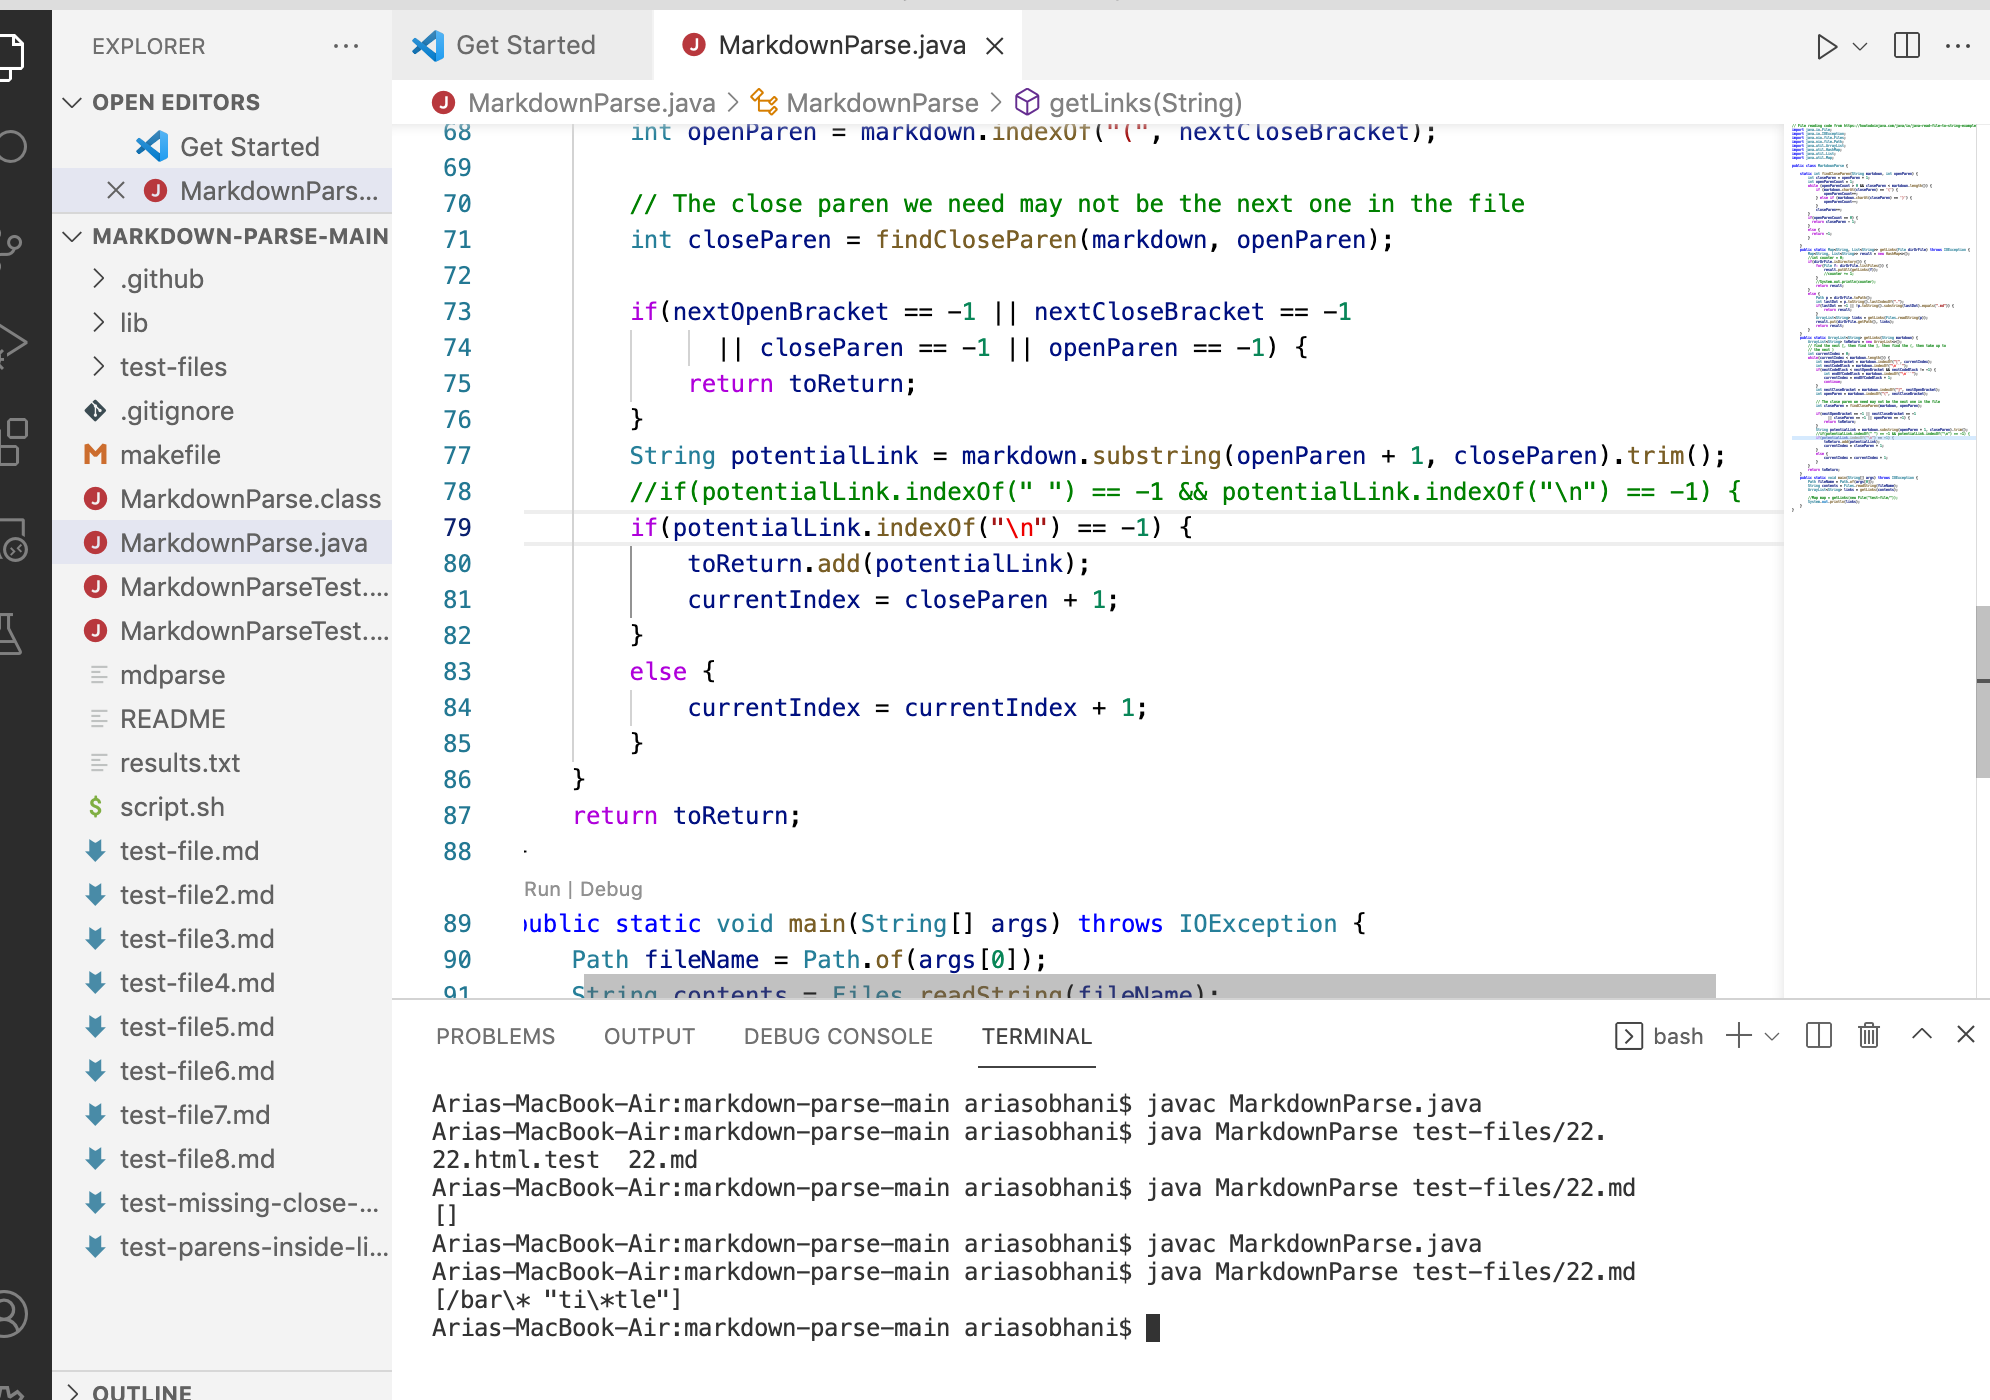 EXPLORER
OPEN EDITORS
Get Started
MarkdownPars...
MARKDOWN-PARSE-MAIN
.github
lib
test-files
.gitignore
makefile
MarkdownParse.class
MarkdownParse.java
MarkdownParseTest....
MarkdownParseTest....
mdparse
README
results.txt
script.sh
test-file.md
test-file2.md
test-file3.md
test-file4.md
test-file5.md
test-file6.md
test-file7.md
test-file8.md
test-missing-close-...
test-parens-inside-li...
OUTLINE
Get Started
MarkdownParse.java
MarkdownParse.java > MarkdownParse > getLinks(String)
68 int openParen = markdown.indexOf("(", nextCloseBracket);
69
70 // The close paren we need may not be the next one in the file
71 int closeParen = findCloseParen(markdown, openParen);
72
73 if(nextOpenBracket == -1 || nextCloseBracket == -1
74 || closeParen == -1 || openParen == -1) {
75 return toReturn;
76 }
77 String potentialLink = markdown.substring(openParen + 1, closeParen).trim();
78 //if(potentialLink.indexOf(" ") == -1 && potentialLink.indexOf("\n") == -1) {
79 if(potentialLink.indexOf("\n") == -1) {
80 toReturn.add(potentialLink);
81 currentIndex = closeParen + 1;
82 }
83 else {
84 currentIndex = currentIndex + 1;
85 }
86 }
87 return toReturn;
88
Run | Debug
89 public static void main(String[] args) throws IOException {
90 Path fileName = Path.of(args[0]);
91 String contents = Files.readString(fileName);
PROBLEMS OUTPUT DEBUG CONSOLE TERMINAL
bash
Arias-MacBook-Air:markdown-parse-main ariasobhani$ javac MarkdownParse.java
Arias-MacBook-Air:markdown-parse-main ariasobhani$ java MarkdownParse test-files/22.
22.html.test 22.md
Arias-MacBook-Air:markdown-parse-main ariasobhani$ java MarkdownParse test-files/22.md
[]
Arias-MacBook-Air:markdown-parse-main ariasobhani$ javac MarkdownParse.java
Arias-MacBook-Air:markdown-parse-main ariasobhani$ java MarkdownParse test-files/22.md
[/bar\* "ti\*tle"]
Arias-MacBook-Air:markdown-parse-main ariasobhani$